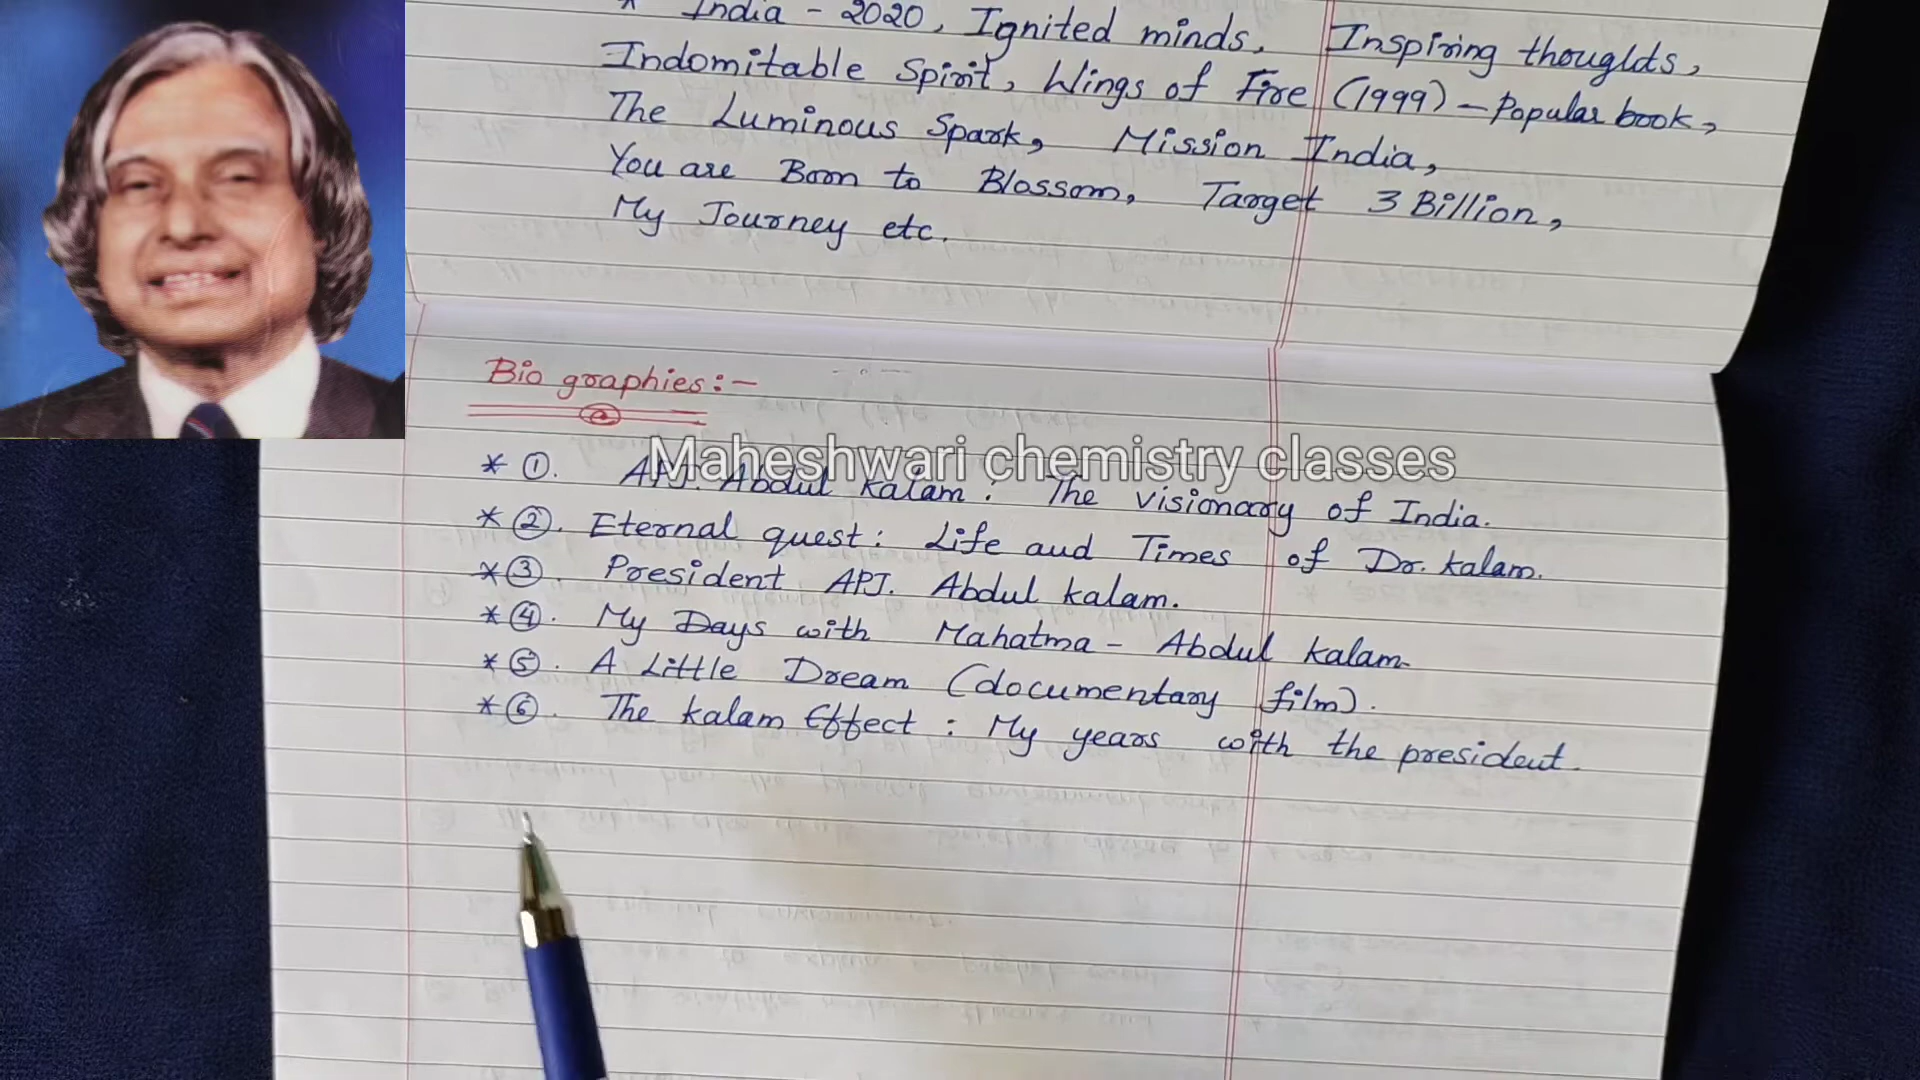 * India - 2020, Ignited minds, Inspiring thoughts,
Indomitable Spirit, Wings of Fire (1999) - Popular book,
The Luminous Spark, Mission India,
You are Born to Blossom, Target 3 Billion,
My Journey etc.
Bio graphies:-
Maheshwari chemistry classes
* ①. APJ. Abdul kalam: The visionary of India.
* ②. Eternal quest: Life and Times of Dr. kalam.
* ③. President APJ. Abdul kalam.
* ④. My Days with Mahatma - Abdul kalam
* ⑤. A Little Dream (documentary film).
* ⑥. The kalam Effect : My years with the president.